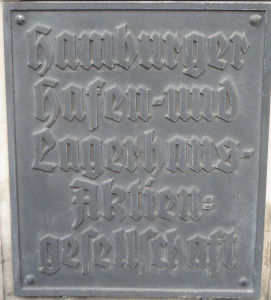 Hamburger
Hafen- und
Lagerhaus-
Aktien-
gesellschaft